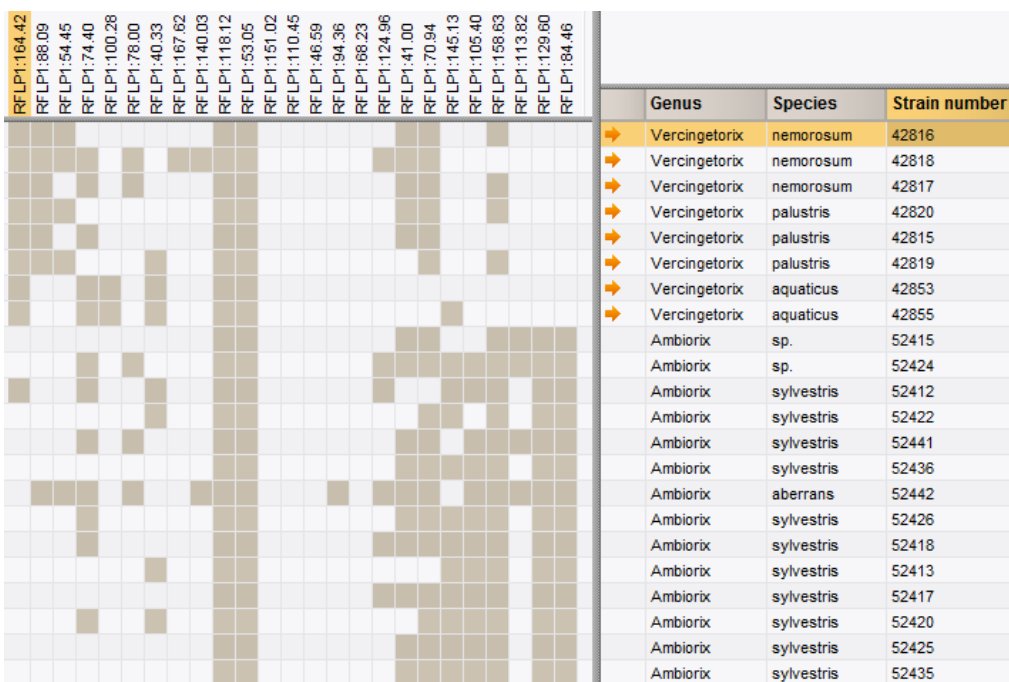 RFLP1:164.42
RFLP1:88.09
RFLP1:54.45
RFLP1:74.40
RFLP1:100.28
RFLP1:78.00
RFLP1:40.33
RFLP1:167.62
RFLP1:140.03
RFLP1:118.12
RFLP1:53.05
RFLP1:151.02
RFLP1:110.45
RFLP1:46.59
RFLP1:94.36
RFLP1:68.23
RFLP1:124.96
RFLP1:41.00
RFLP1:70.94
RFLP1:145.13
RFLP1:105.40
RFLP1:158.63
RFLP1:113.82
RFLP1:129.60
RFLP1:84.46
Genus Species Strain number
Vercingetorix nemorosum 42816
Vercingetorix nemorosum 42818
Vercingetorix nemorosum 42817
Vercingetorix palustris 42820
Vercingetorix palustris 42815
Vercingetorix palustris 42819
Vercingetorix aquaticus 42853
Vercingetorix aquaticus 42855
Ambiorix sp. 52415
Ambiorix sp. 52424
Ambiorix sylvestris 52412
Ambiorix sylvestris 52422
Ambiorix sylvestris 52441
Ambiorix sylvestris 52436
Ambiorix aberrans 52442
Ambiorix sylvestris 52426
Ambiorix sylvestris 52418
Ambiorix sylvestris 52413
Ambiorix sylvestris 52417
Ambiorix sylvestris 52420
Ambiorix sylvestris 52425
Ambiorix sylvestris 52435